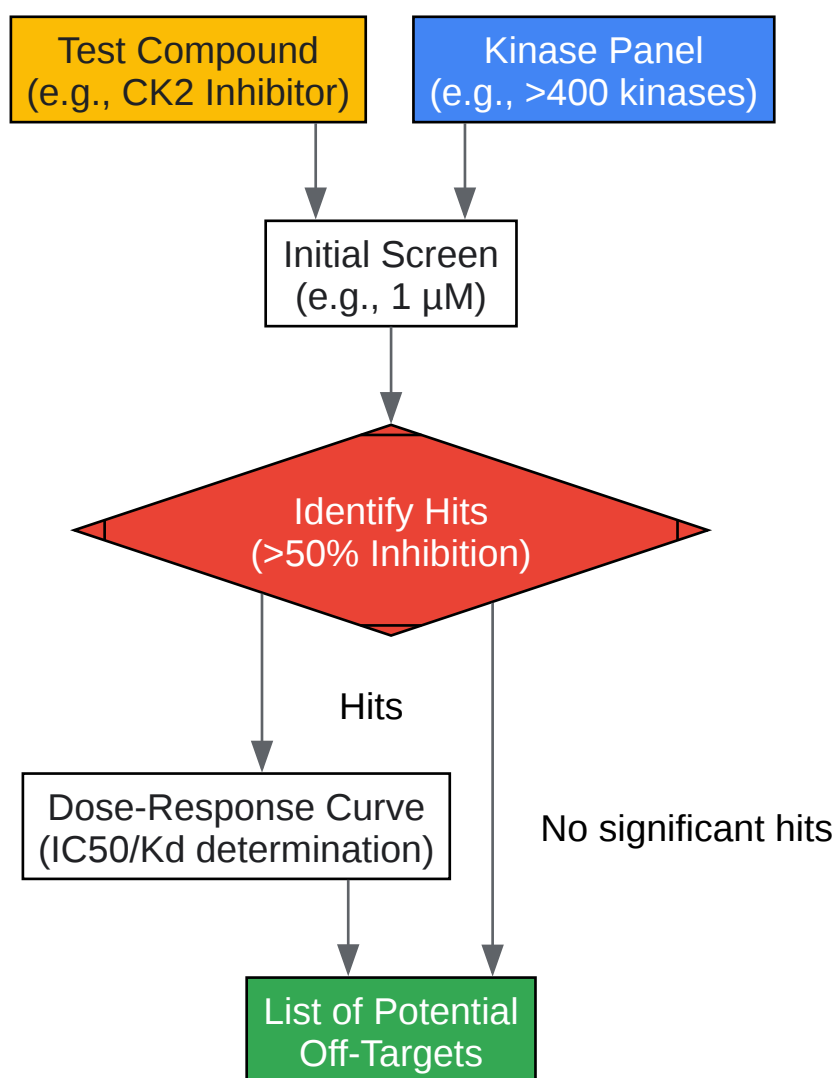 Test Compound
(e.g., CK2 Inhibitor)
Kinase Panel
(e.g., >400 kinases)
Initial Screen
(e.g., 1 µM)
Identify Hits
(>50% Inhibition)
Hits
Dose-Response Curve
(IC50/Kd determination)
No significant hits
List of Potential
Off-Targets